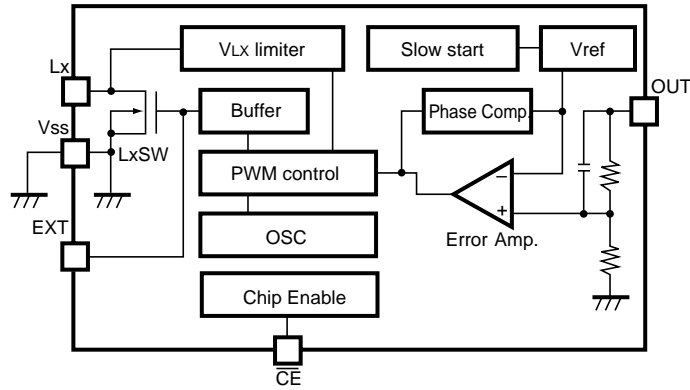 VLX limiter
Slow start
Vref
Lx
OUT
Buffer
Phase Comp.
Vss
LxSW
PWM control
−
+
Error Amp.
EXT
OSC
Chip Enable
C̅E̅